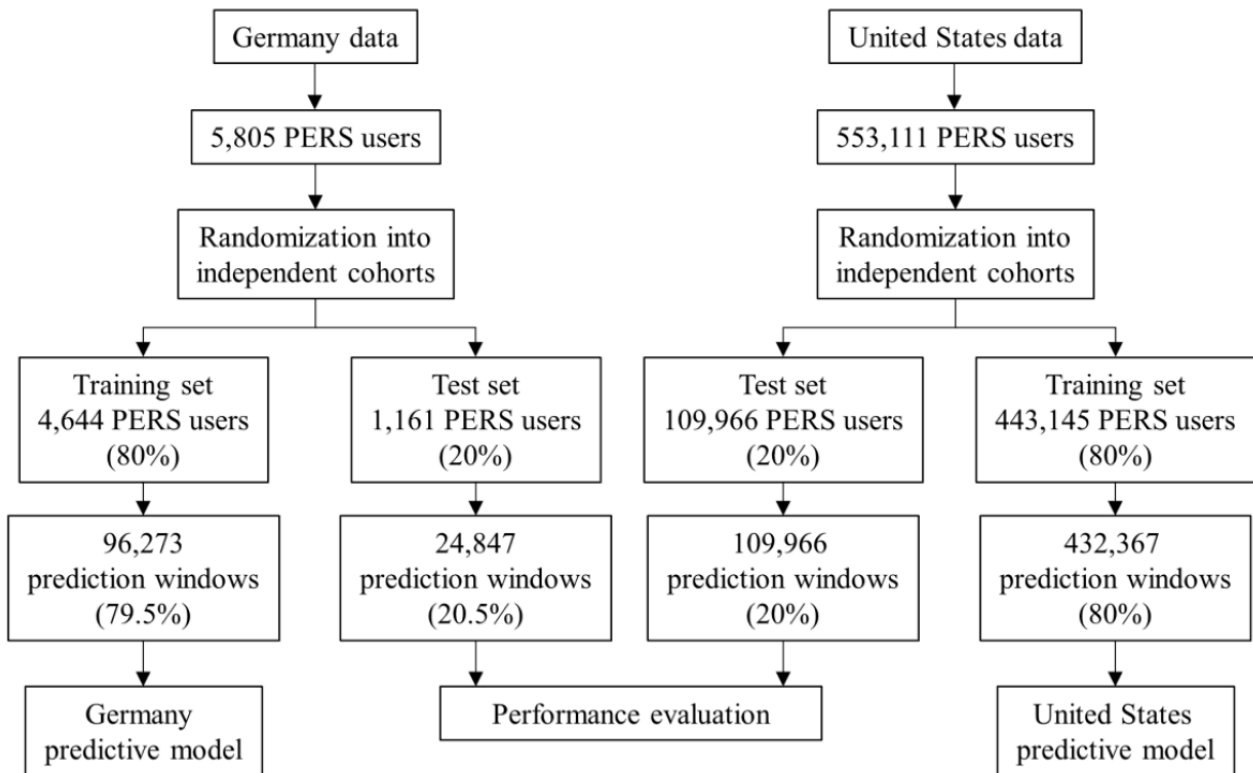 Germany data
United States data
5,805 PERS users
553,111 PERS users
Randomization into
independent cohorts
Randomization into
independent cohorts
Training set
4,644 PERS users
(80%)
Test set
1,161 PERS users
(20%)
Test set
109,966 PERS users
(20%)
Training set
443,145 PERS users
(80%)
96,273
prediction windows
(79.5%)
24,847
prediction windows
(20.5%)
109,966
prediction windows
(20%)
432,367
prediction windows
(80%)
Germany
predictive model
Performance evaluation
United States
predictive model